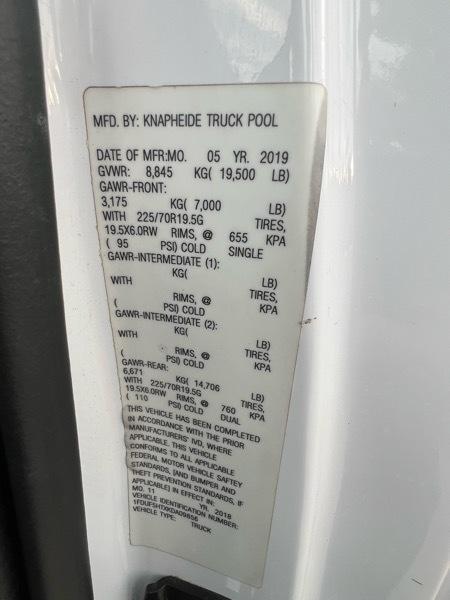 MFD. BY: KNAPHEIDE TRUCK POOL
DATE OF MFR:MO. 05 YR. 2019
GVWR: 8,845 KG( 19,500 LB)
GAWR-FRONT:
3,175 KG( 7,000 LB)
WITH 225/70R19.5G TIRES,
19.5X6.0RW RIMS, @ 655 KPA
( 95 PSI) COLD SINGLE
GAWR-INTERMEDIATE (1):
KG( LB)
WITH TIRES,
RIMS, @ KPA
( PSI) COLD
GAWR-INTERMEDIATE (2):
KG( LB)
WITH TIRES,
RIMS, @ KPA
( PSI) COLD
GAWR-REAR:
6,671 KG( 14,706 LB)
WITH 225/70R19.5G TIRES,
19.5X6.0RW RIMS, @ 760 KPA
( 110 PSI) COLD DUAL
THIS VEHICLE HAS BEEN COMPLETED
IN ACCORDANCE WITH THE PRIOR
MANUFACTURERS' IVD, WHERE
APPLICABLE. THIS VEHICLE
CONFORMS TO ALL APPLICABLE
FEDERAL MOTOR VEHICLE SAFTEY
STANDARDS, [AND BUMPER AND
THEFT PREVENTION STANDARDS, IF
APPLICABLE] IN EFFECT IN:
MO. 11 YR. 2018
VEHICLE IDENTIFICATION NUMBER:
VEHICLE TYPE: TRUCK